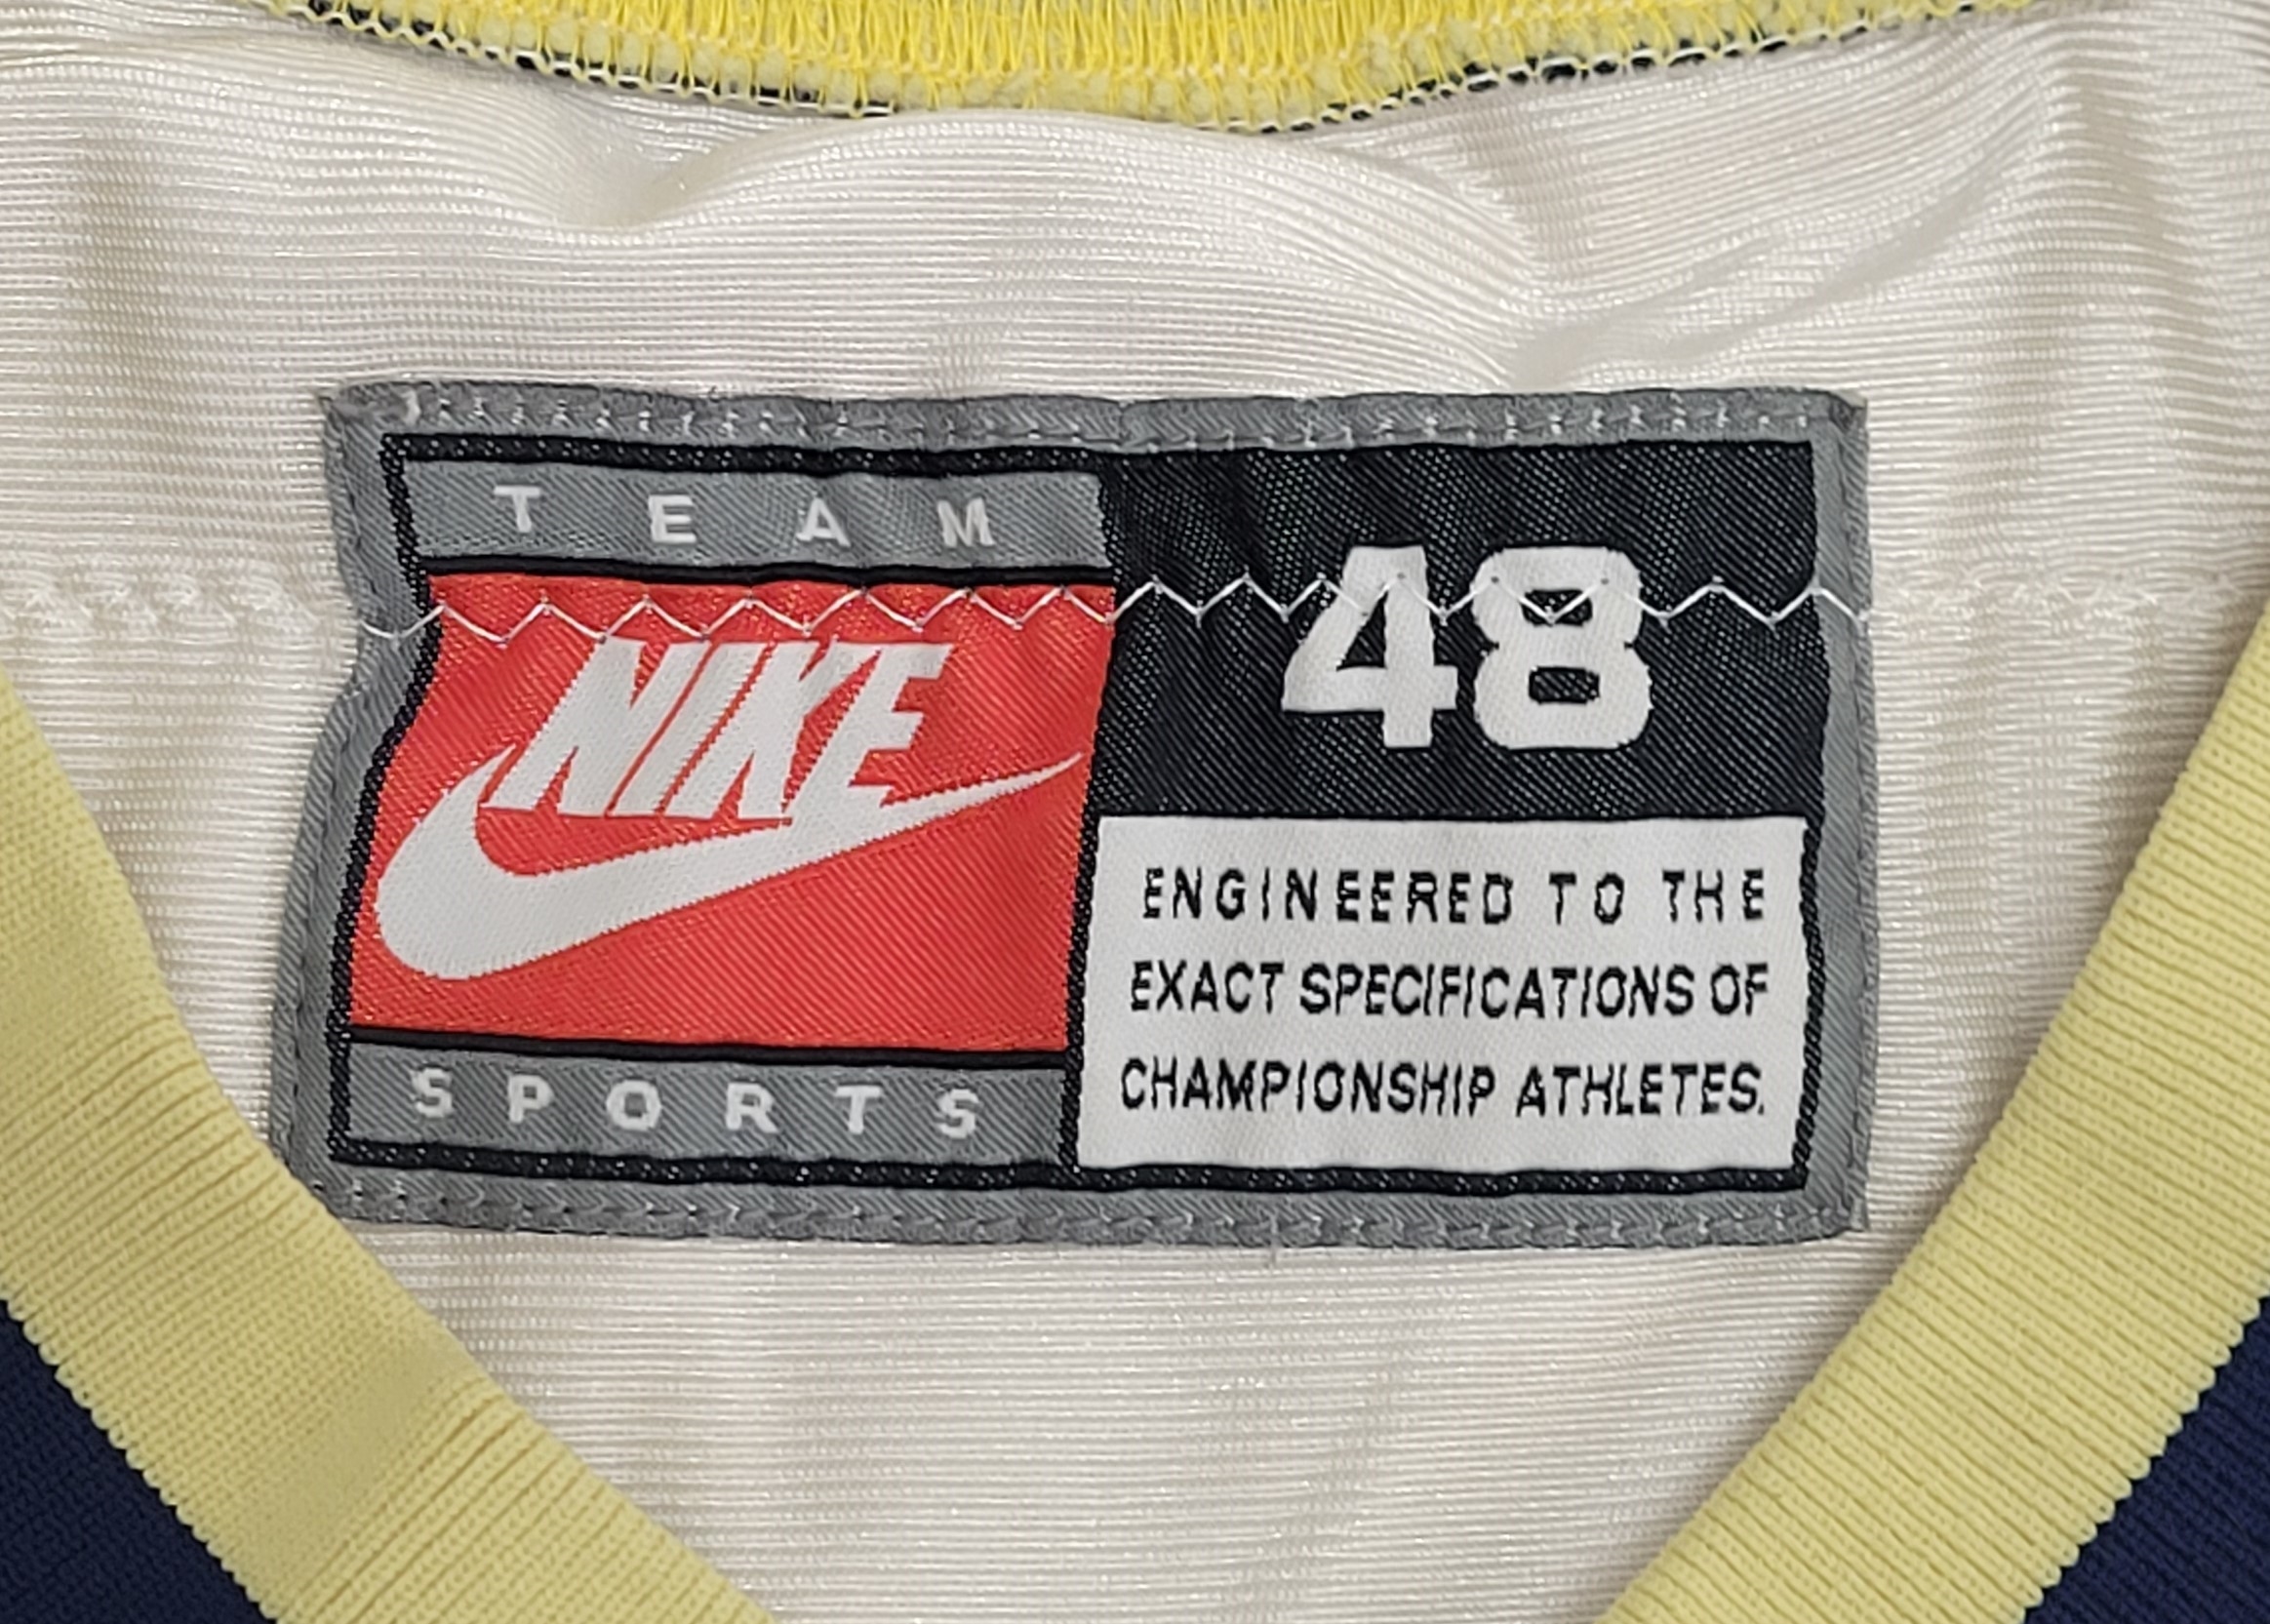 TEAM
NIKE
SPORTS
48
ENGINEERED TO THE
EXACT SPECIFICATIONS OF
CHAMPIONSHIP ATHLETES.